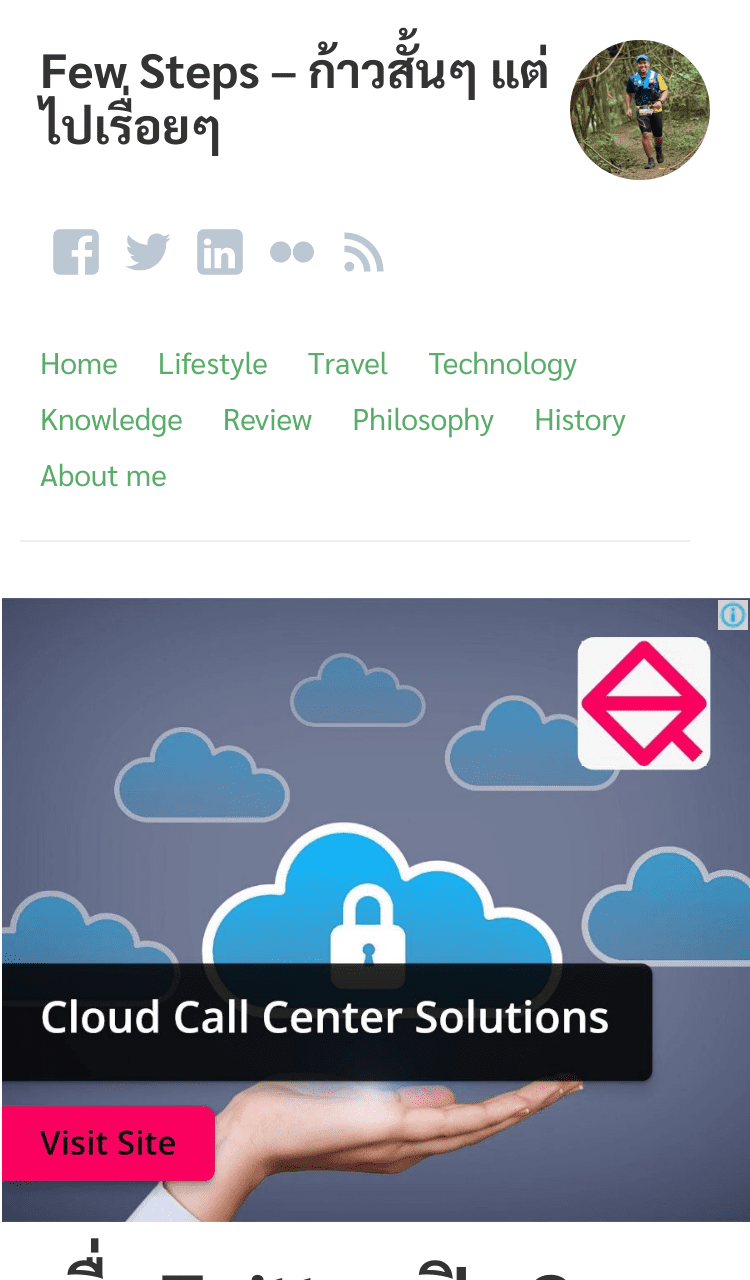 Few Steps – ก้าวสั้นๆ แต่
ไปเรื่อยๆ
Home Lifestyle Travel Technology
Knowledge Review Philosophy History
About me
Cloud Call Center Solutions
Visit Site